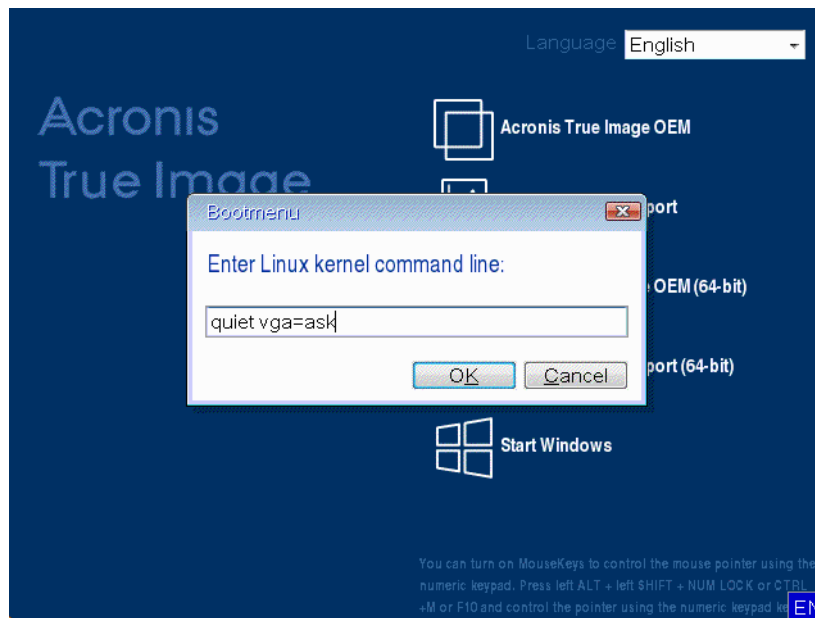 Language English
Acronis
True Image
Acronis True Image OEM
Bootmenu
port
Enter Linux kernel command line:
OEM (64-bit)
quiet vga=ask
OK Cancel
port (64-bit)
Start Windows
You can turn on MouseKeys to control the mouse pointer using the
numeric keypad. Press left ALT + left SHIFT + NUM LOCK or CTRL
+M or F10 and control the pointer using the numeric keypad ke
EN